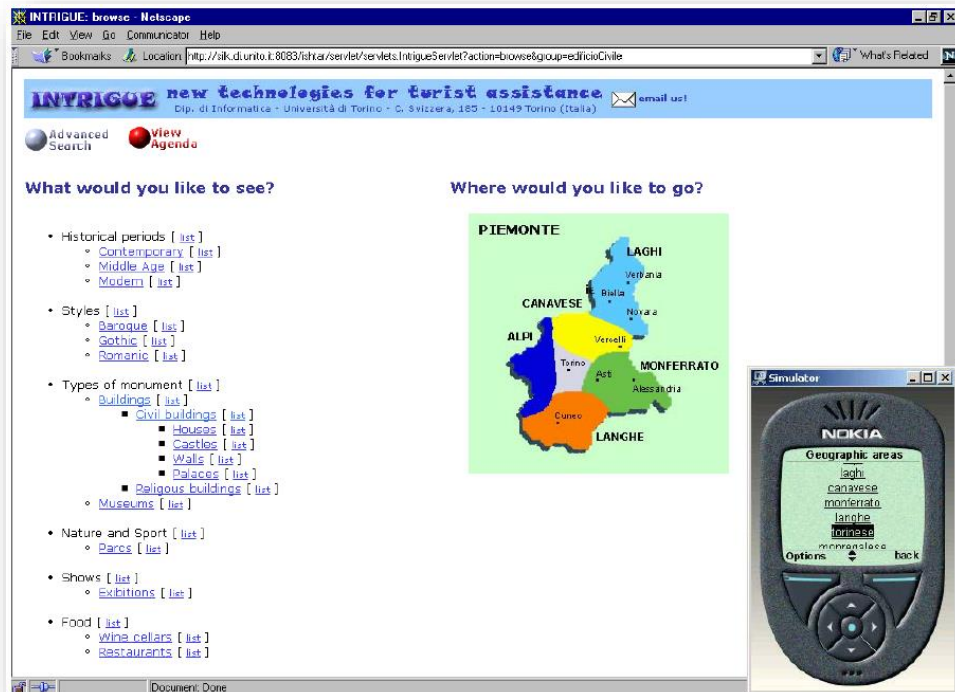 INTRIGUE: browse - Netscape
File Edit View Go Communicator Help
Bookmarks Location http://silk.di.unito.it:8083/ishtar/servlet/servlets.IntrigueServlet?action=browse&group=edificioCivile What's Related
INTRIGUE new technologies for turist assistance email us!
Dip. di Informatica - Università di Torino - C. Svizzera, 185 - 10149 Torino (Italia)
Advanced Search
View Agenda
What would you like to see?
Historical periods [ list ]
Contemporary [ list ]
Middle Age [ list ]
Modern [ list ]
Styles [ list ]
Baroque [ list ]
Gothic [ list ]
Romanic [ list ]
Types of monument [ list ]
Buildings [ list ]
Civil buildings [ list ]
Houses [ list ]
Castles [ list ]
Walls [ list ]
Palaces [ list ]
Religous buildings [ list ]
Museums [ list ]
Nature and Sport [ list ]
Parcs [ list ]
Shows [ list ]
Exibitions [ list ]
Food [ list ]
Wine cellars [ list ]
Restaurants [ list ]
Where would you like to go?
PIEMONTE
LAGHI
Verbania
Biella
Novara
CANAVESE
ALPI
Vercelli
Torino
MONFERRATO
Asti
Alessandria
Cuneo
LANGHE
Simulator
NOKIA
Geographic areas
laghi
canavese
monferrato
langhe
torinese
monregalese
Options back
Document: Done